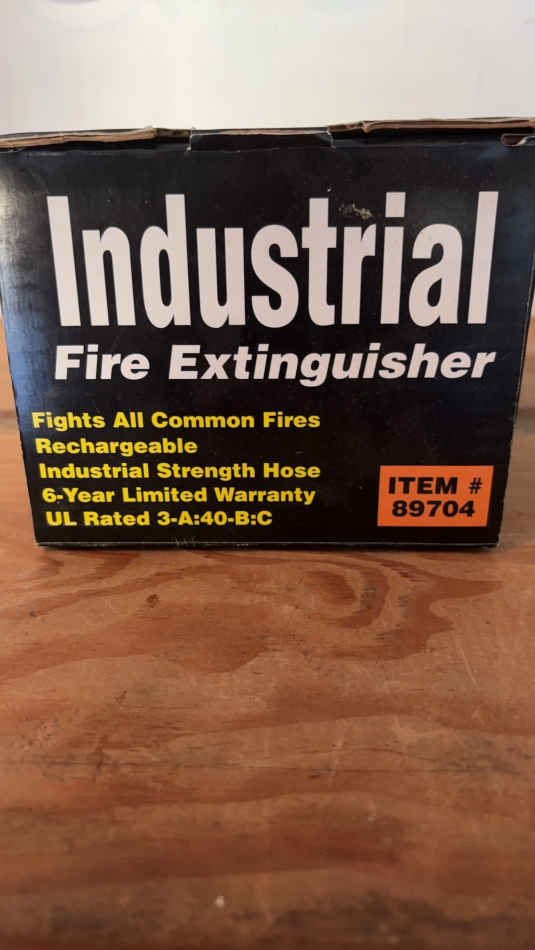 Industrial
Fire Extinguisher
Fights All Common Fires
Rechargeable
Industrial Strength Hose
6-Year Limited Warranty
UL Rated 3-A:40-B:C
ITEM #
89704